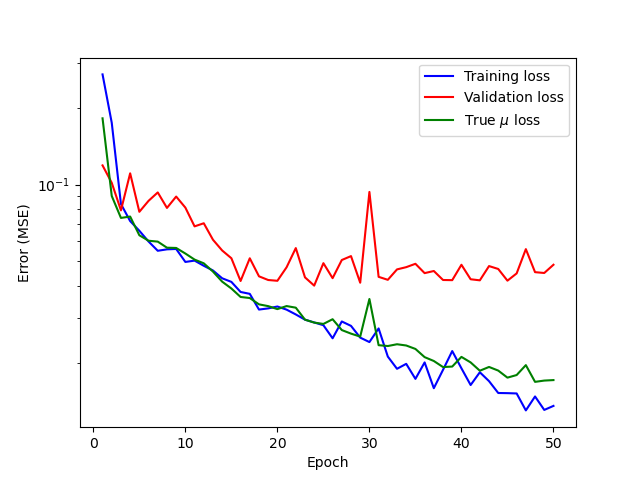 Training loss
Validation loss
True μ loss
10⁻¹
Error (MSE)
0 10 20 30 40 50
Epoch